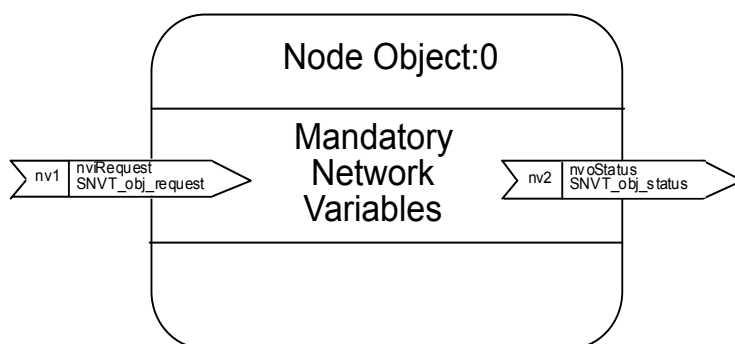 Node Object:0
Mandatory
Network
Variables
nv1
nviRequest
SNVT_obj_request
nv2
nvoStatus
SNVT_obj_status